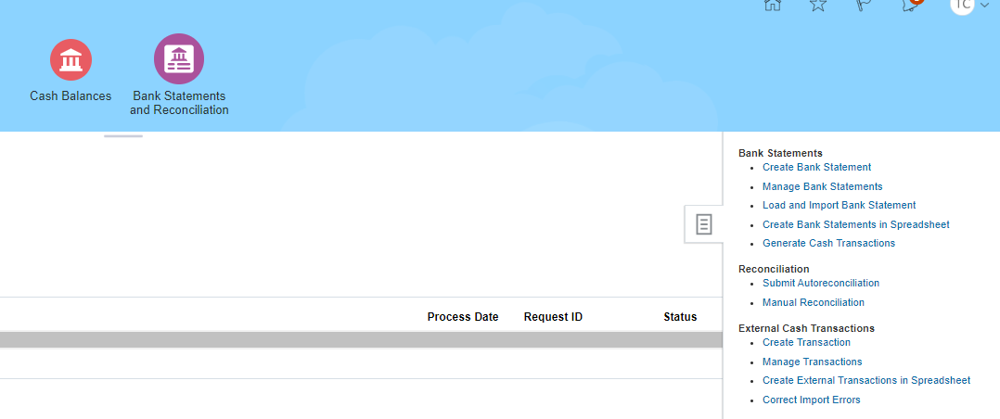 TC
Cash Balances
Bank Statements
and Reconciliation
Bank Statements
Create Bank Statement
Manage Bank Statements
Load and Import Bank Statement
Create Bank Statements in Spreadsheet
Generate Cash Transactions
Reconciliation
Submit Autoreconciliation
Manual Reconciliation
Process Date Request ID Status
External Cash Transactions
Create Transaction
Manage Transactions
Create External Transactions in Spreadsheet
Correct Import Errors